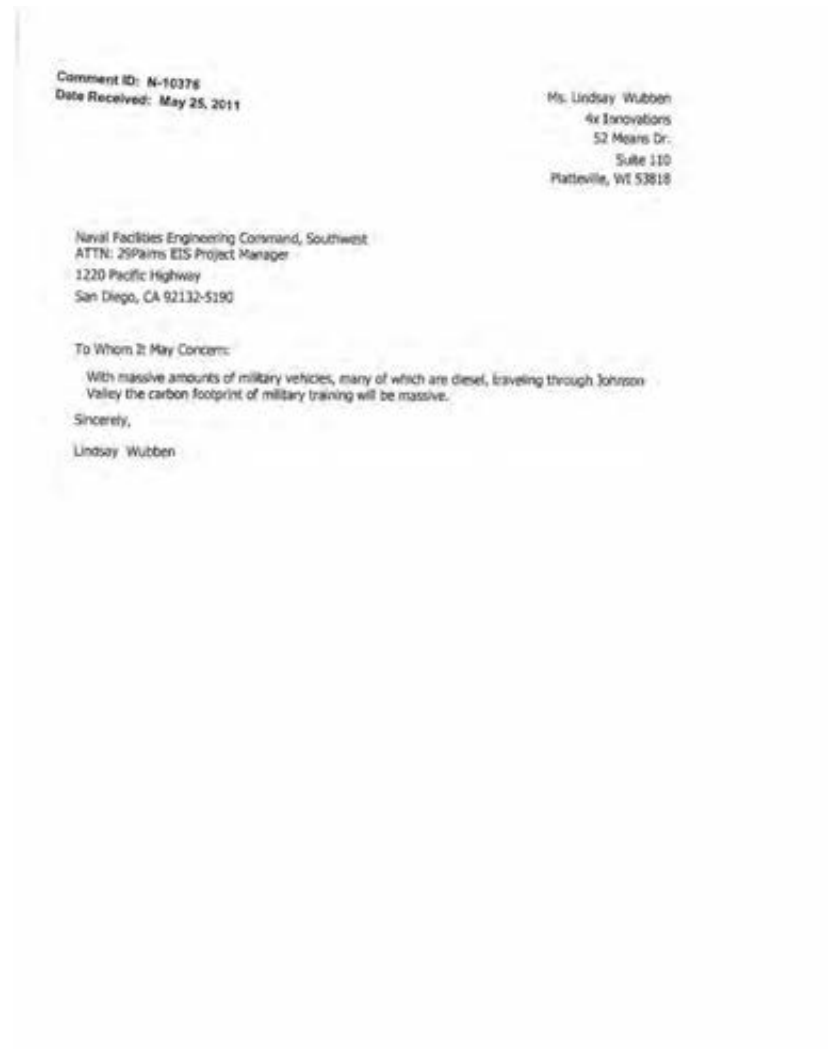 Comment ID: N-10376
Date Received: May 25, 2011
Ms. Lindsay Wubben
4x Innovations
52 Means Dr.
Suite 110
Platteville, WI 53818
Naval Facilities Engineering Command, Southwest
ATTN: 29Palms EIS Project Manager
1220 Pacific Highway
San Diego, CA 92132-5190
To Whom It May Concern:
With massive amounts of military vehicles, many of which are diesel, traveling through Johnson
Valley the carbon footprint of military training will be massive.
Sincerely,
Lindsay Wubben